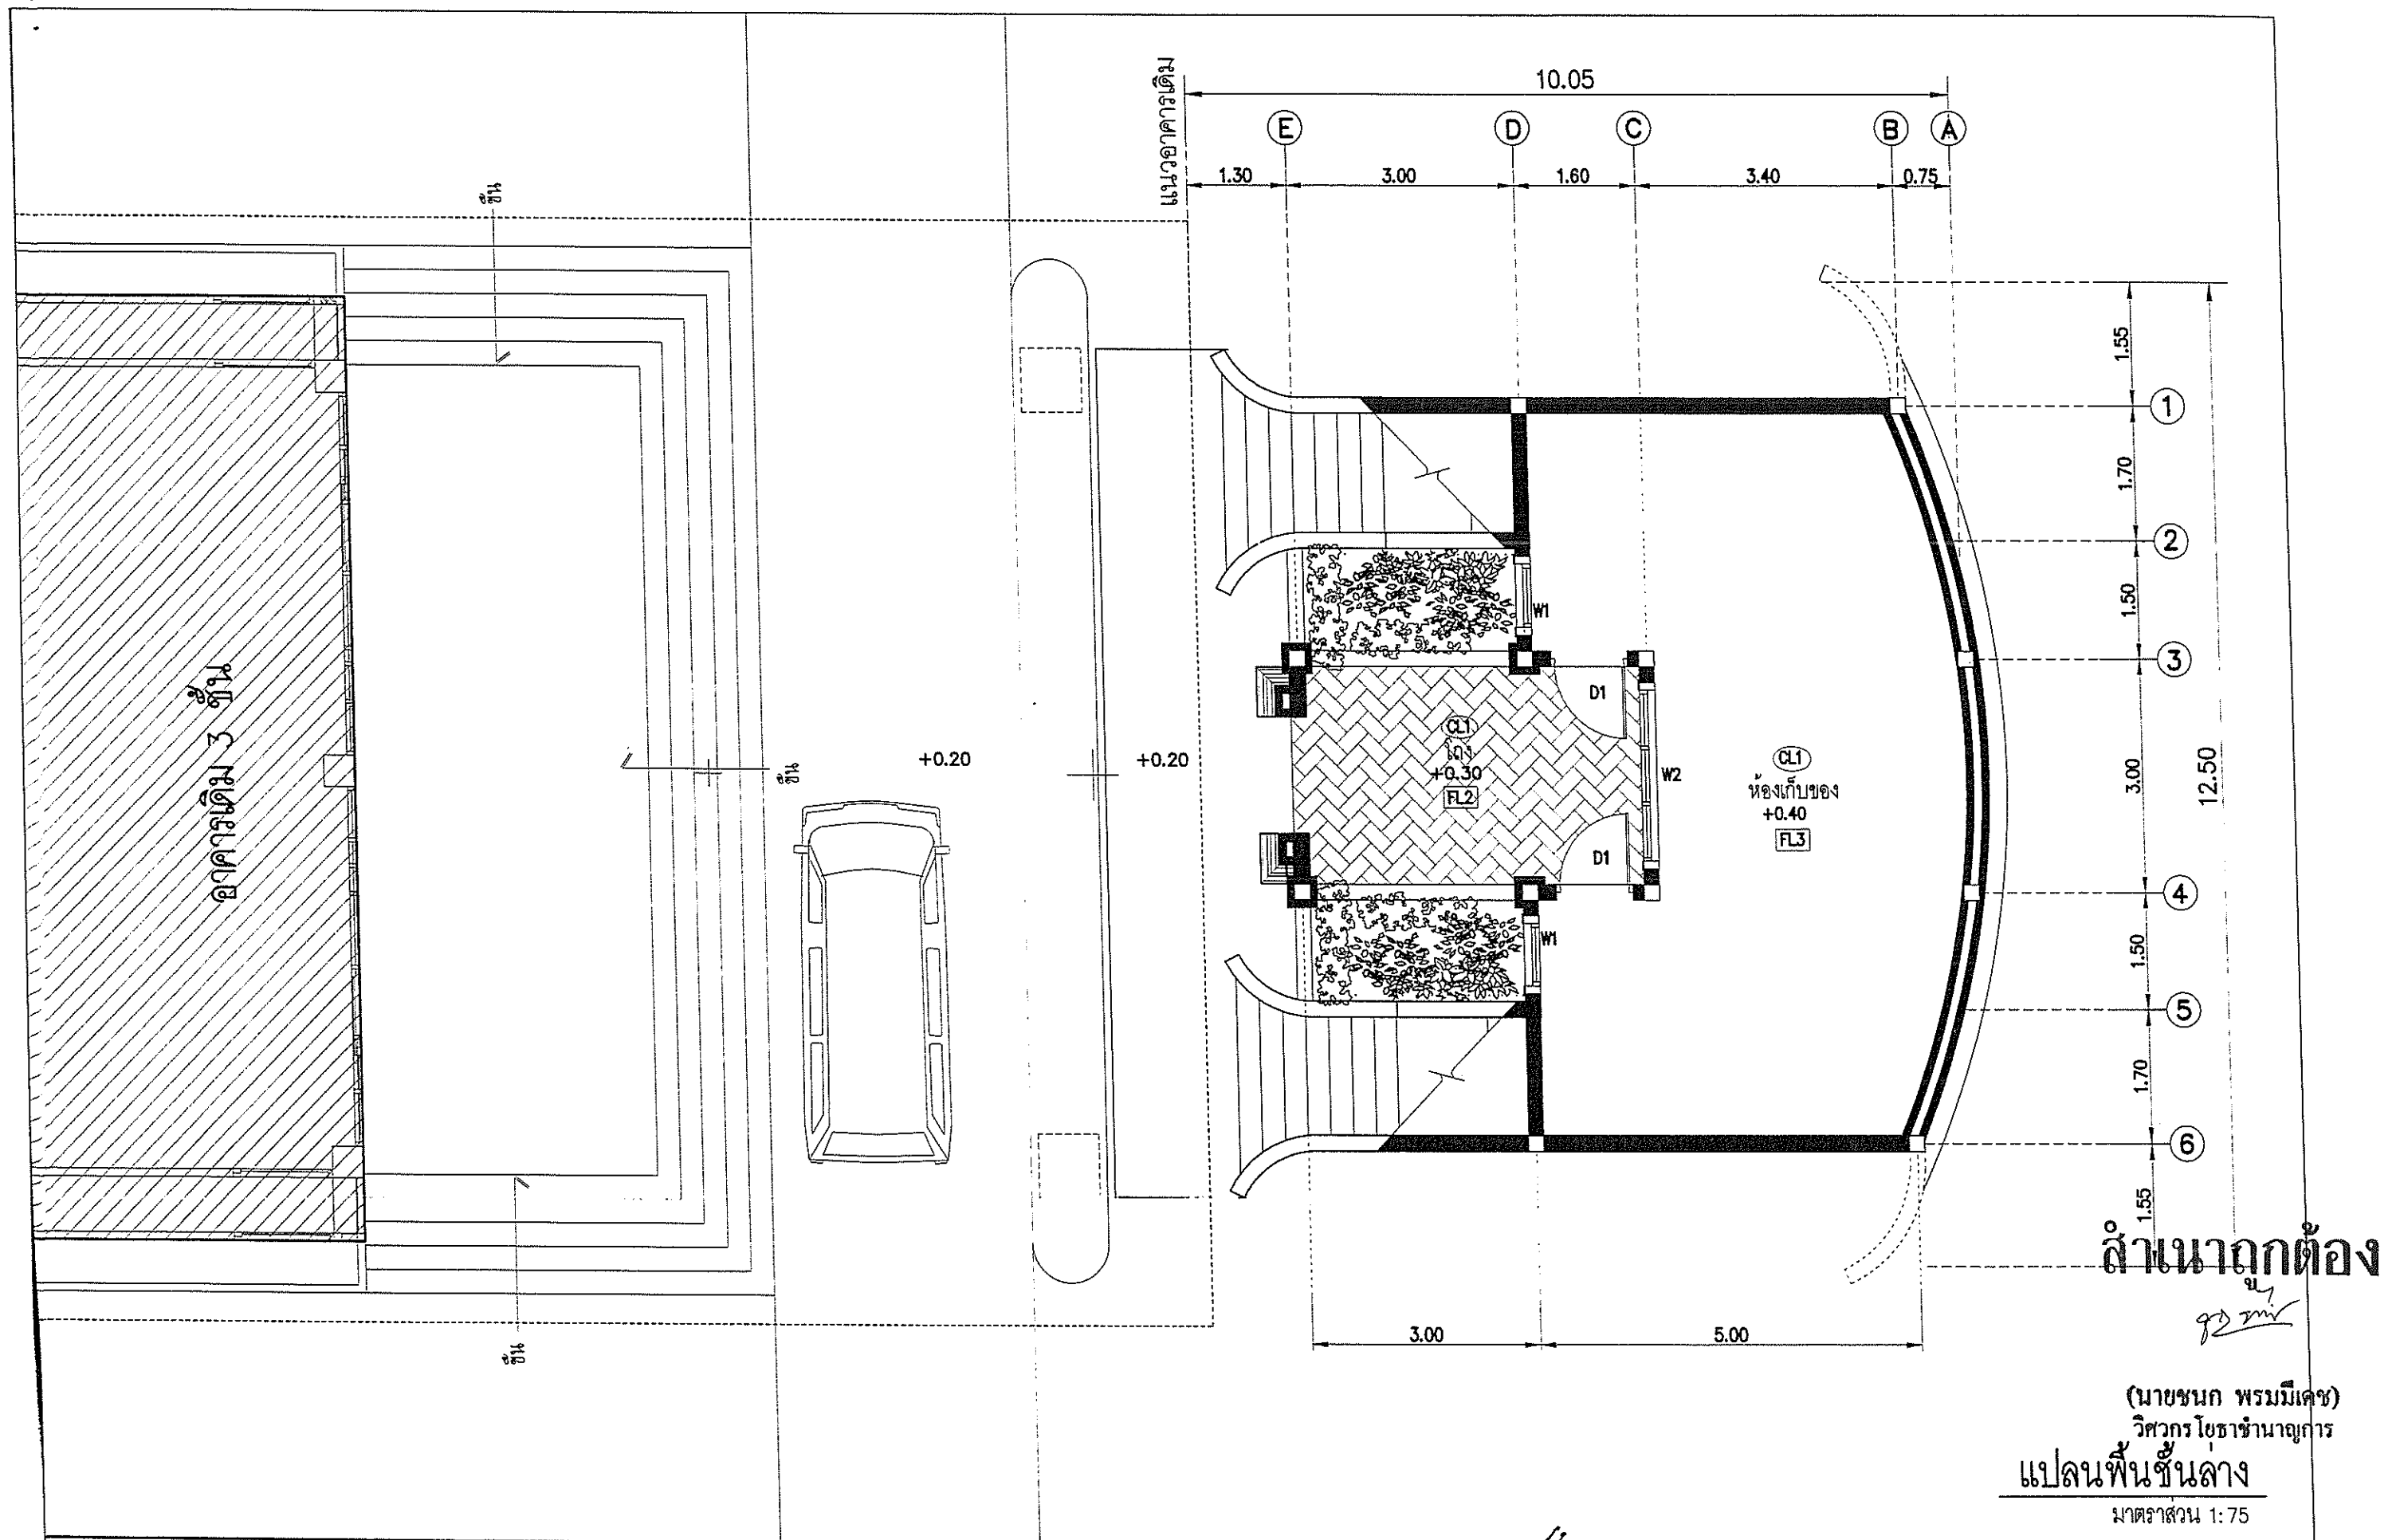 10.05
แนวอาคารเดิม
E
D
C
B
A
1.30
3.00
1.60
3.40
0.75
ขึ้น
1.55
1
1.70
2
1.50
W1
3
D1
CL1
โถง
+0.30
FL2
W2
CL1
ห้องเก็บของ
+0.40
FL3
3.00
12.50
+0.20
+0.20
ขึ้น
อาคารเดิม 3 ชั้น
D1
4
W1
1.50
5
1.70
6
1.55
สำเนาถูกต้อง
3.00
5.00
ขึ้น
(นายชนก พรมมีเดช)
วิศวกรโยธาชำนาญการ
แปลนพื้นชั้นล่าง
มาตราส่วน 1:75